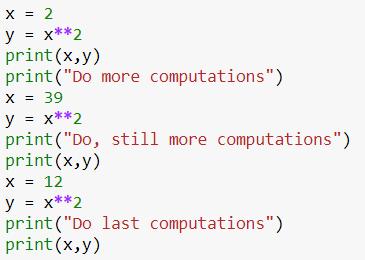 x = 2
y = x**2
print(x,y)
print("Do more computations")
x = 39
y = x**2
print("Do, still more computations")
print(x,y)
x = 12
y = x**2
print("Do last computations")
print(x,y)